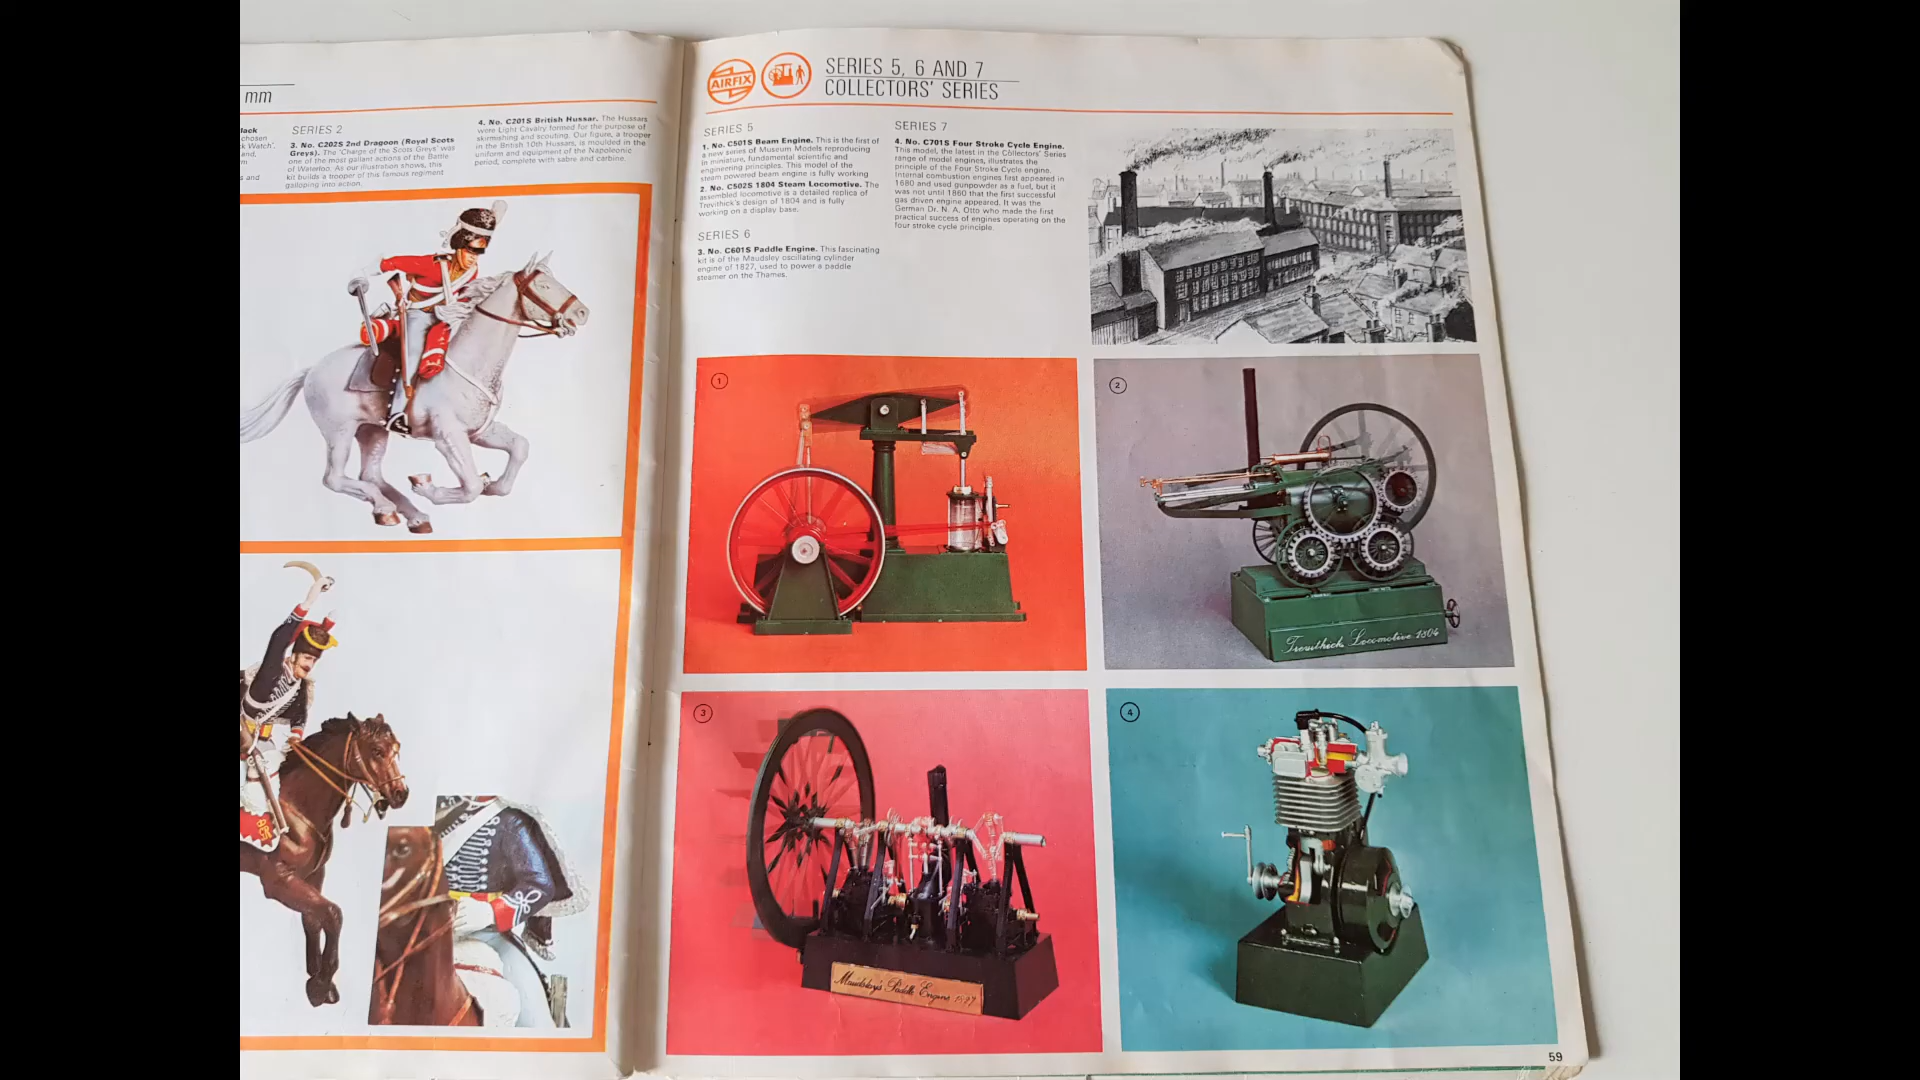 mm
lack
chosen
k Watch',
and,
m
s and
SERIES 2
3. No. C202S 2nd Dragoon (Royal Scots
Greys). The 'Charge of the Scots Greys' was
one of the most gallant actions of the Battle
of Waterloo. As our illustration shows, this
kit builds a trooper of this famous regiment
galloping into action.
4. No. C201S British Hussar. The Hussars
were Light Cavalry formed for the purpose of
skirmishing and scouting. Our figure, a trooper
in the British 10th Hussars, is moulded in the
uniform and equipment of the Napoleonic
period, complete with sabre and carbine.
AIRFIX
SERIES 5, 6 AND 7
COLLECTORS' SERIES
SERIES 5
1. No. C501S Beam Engine. This is the first of
a new series of Museum Models reproducing
in miniature, fundamental scientific and
engineering principles. This model of the
steam powered beam engine is fully working
2. No. C502S 1804 Steam Locomotive. The
assembled locomotive is a detailed replica of
Trevithick's design of 1804 and is fully
working on a display base.
SERIES 6
3. No. C601S Paddle Engine. This fascinating
kit is of the Maudsley oscillating cylinder
engine of 1827, used to power a paddle
steamer on the Thames.
SERIES 7
4. No. C701S Four Stroke Cycle Engine.
This model, the latest in the Collectors' Series
range of model engines, illustrates the
principle of the Four Stroke Cycle engine.
Internal combustion engines first appeared in
1680 and used gunpowder as a fuel, but it
was not until 1860 that the first successful
gas driven engine appeared. It was the
German Dr. N. A. Otto who made the first
practical success of engines operating on the
four stroke cycle principle.
1
2
Trevithick Locomotive 1804
3
Maudslay's Paddle Engine 1827
4
59